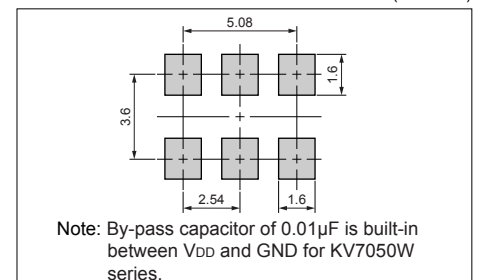 5.08
1.6
3.6
2.54
1.6
Note: By-pass capacitor of 0.01μF is built-in
between VDD and GND for KV7050W
series.